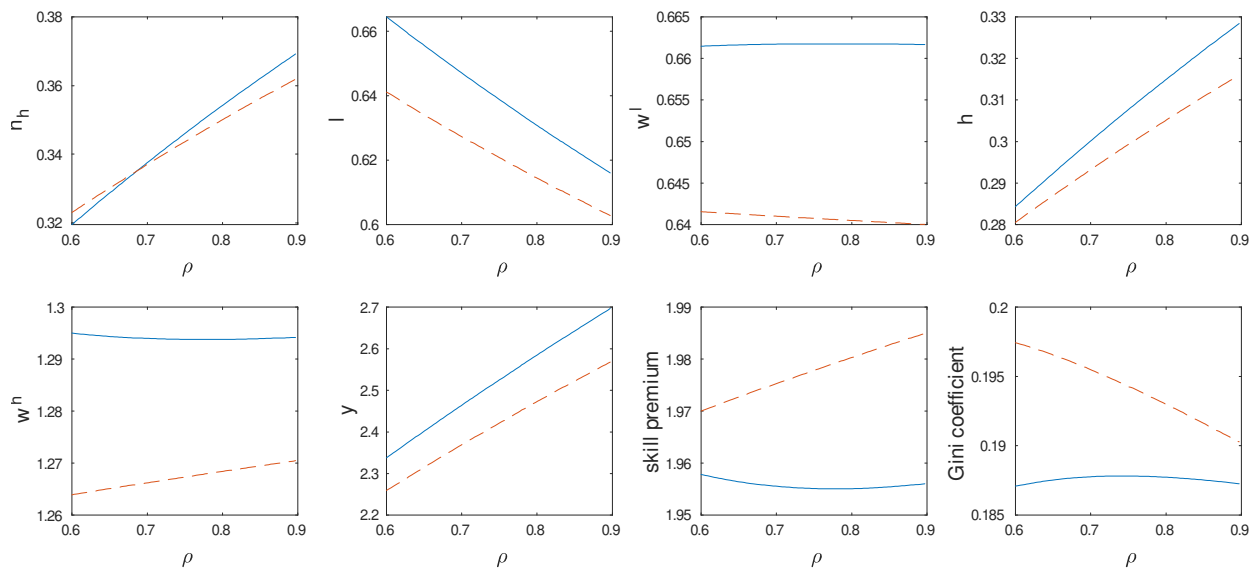 n_h
0.38
0.36
0.34
0.32
0.6 0.7 0.8 0.9
ρ
l
0.66
0.64
0.62
0.6
0.6 0.7 0.8 0.9
ρ
w^l
0.665
0.66
0.655
0.65
0.645
0.64
0.6 0.7 0.8 0.9
ρ
h
0.33
0.32
0.31
0.3
0.29
0.28
0.6 0.7 0.8 0.9
ρ
w^h
1.3
1.29
1.28
1.27
1.26
0.6 0.7 0.8 0.9
ρ
y
2.7
2.6
2.5
2.4
2.3
2.2
0.6 0.7 0.8 0.9
ρ
skill premium
1.99
1.98
1.97
1.96
1.95
0.6 0.7 0.8 0.9
ρ
Gini coefficient
0.2
0.195
0.19
0.185
0.6 0.7 0.8 0.9
ρ